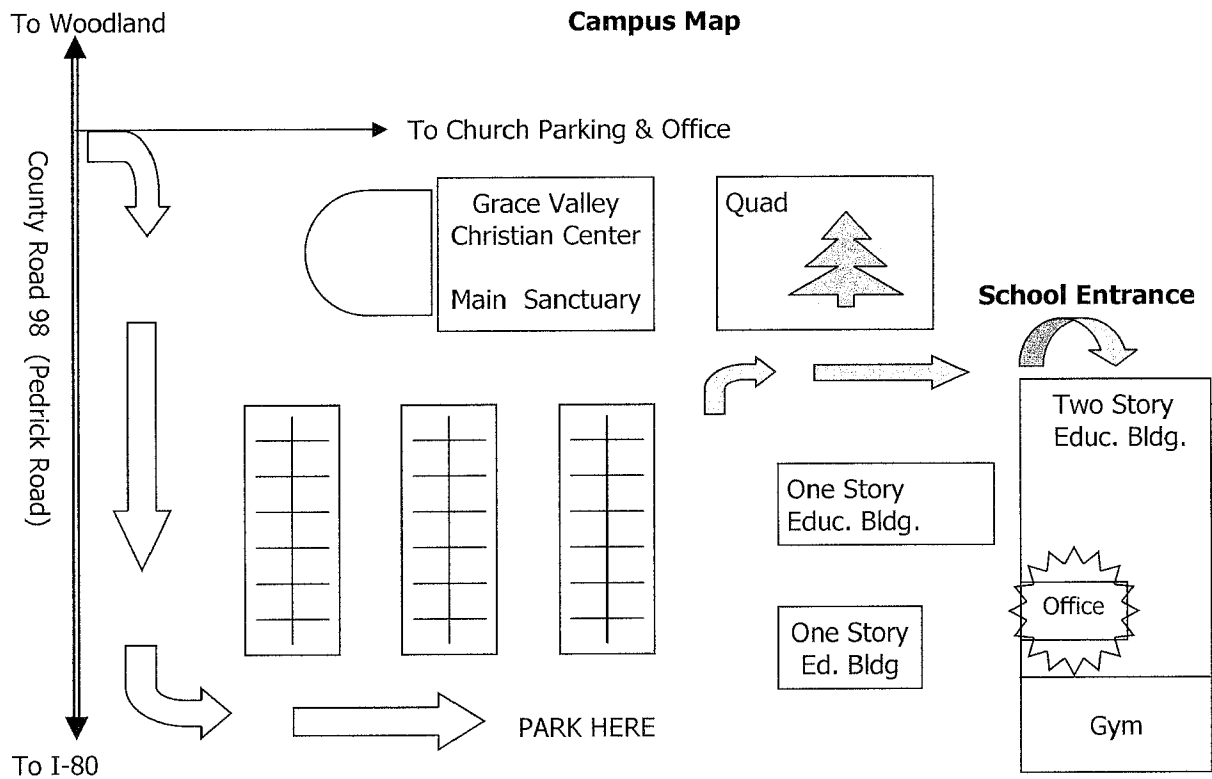 To Woodland
Campus Map
To Church Parking & Office
County Road 98 (Pedrick Road)
Grace Valley
Christian Center
Main Sanctuary
Quad
School Entrance
Two Story
Educ. Bldg.
One Story
Educ. Bldg.
Office
One Story
Ed. Bldg
PARK HERE
Gym
To I-80